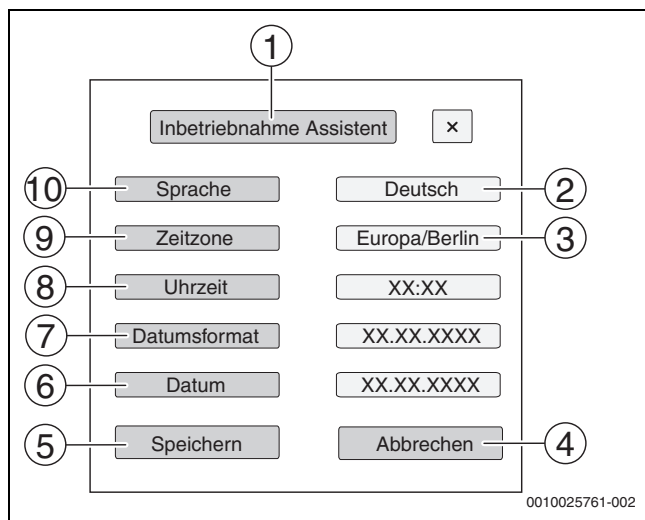 1
Inbetriebnahme Assistent ×
10 Sprache Deutsch 2
9 Zeitzone Europa/Berlin 3
8 Uhrzeit XX:XX
7 Datumsformat XX.XX.XXXX
6 Datum XX.XX.XXXX
5 Speichern Abbrechen 4
0010025761-002